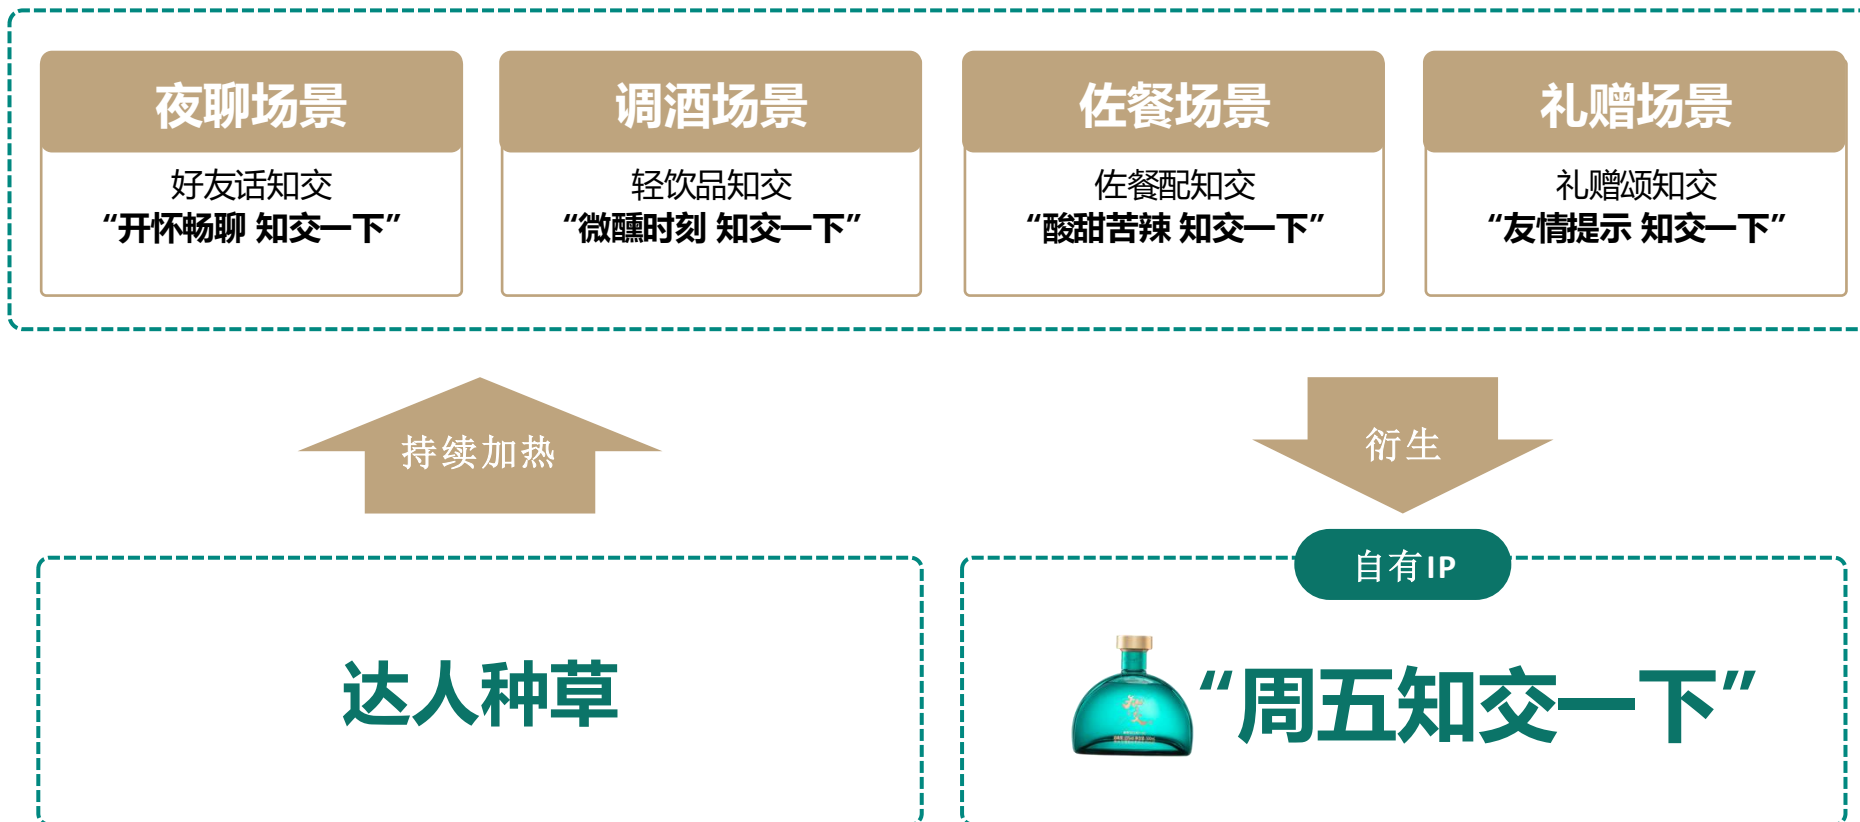 夜聊场景
好友话知交
“开怀畅聊 知交一下”
调酒场景
轻饮品知交
“微醺时刻 知交一下”
佐餐场景
佐餐配知交
“酸甜苦辣 知交一下”
礼赠场景
礼赠颂知交
“友情提示 知交一下”
持续加热
衍生
达人种草
自有IP
知交
“周五知交一下”